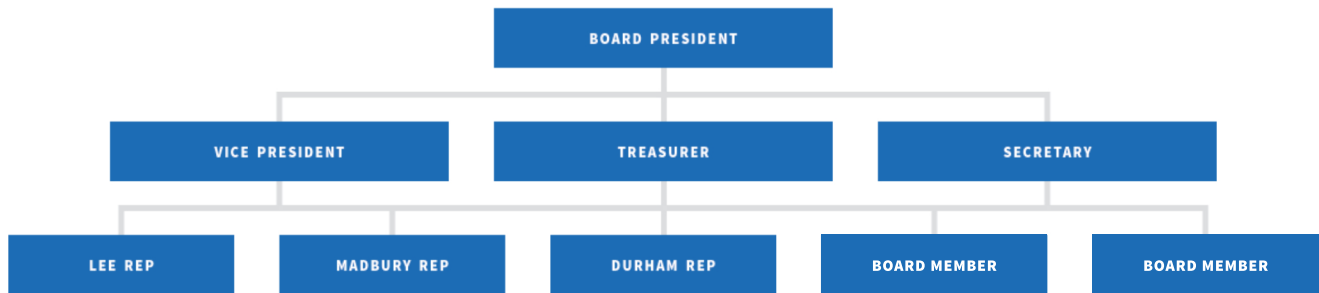 BOARD PRESIDENT
VICE PRESIDENT
TREASURER
SECRETARY
LEE REP
MADBURY REP
DURHAM REP
BOARD MEMBER
BOARD MEMBER